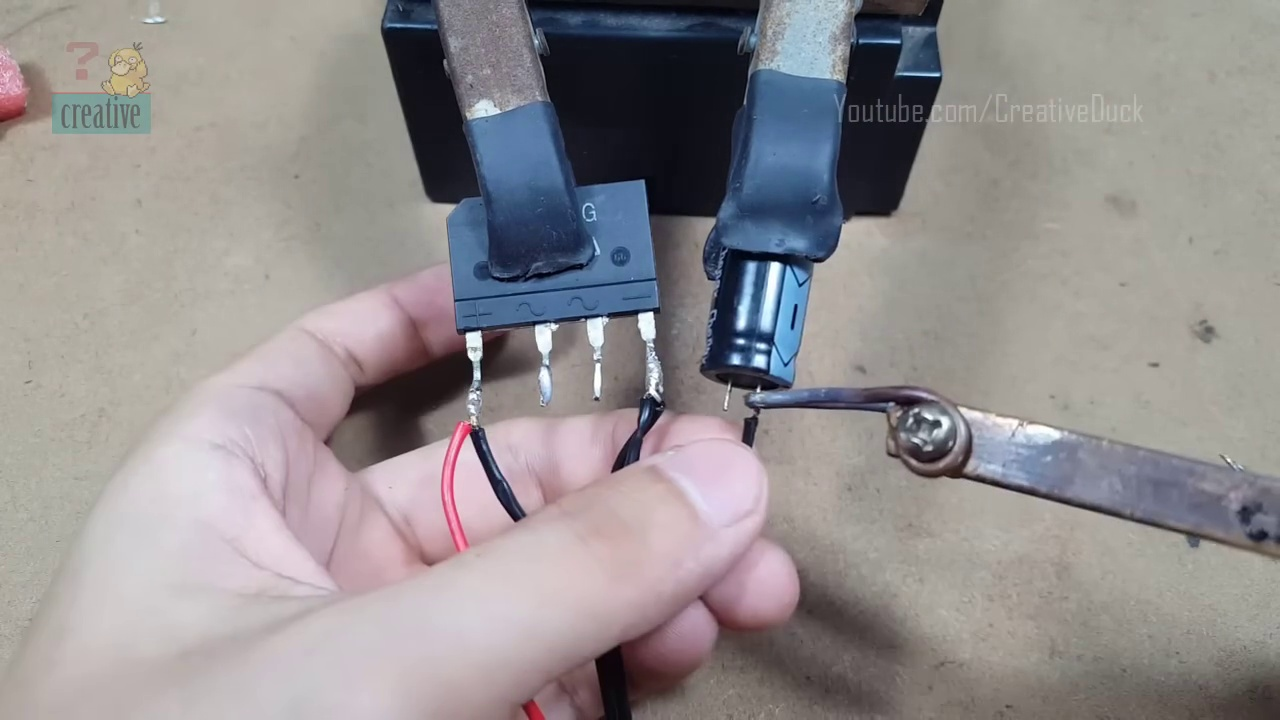 ?
creative
Youtube.com/CreativeDuck
G
+ ~ ~ -